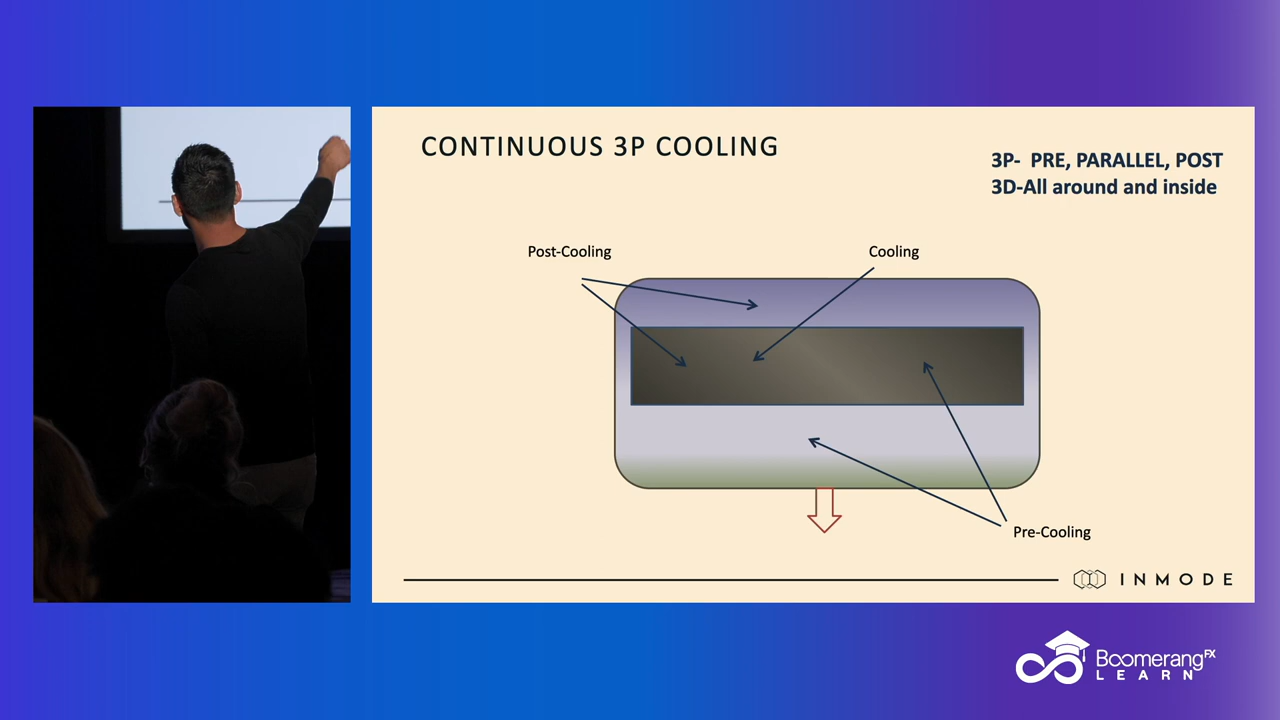 CONTINUOUS 3P COOLING
3P- PRE, PARALLEL, POST
3D-All around and inside
Post-Cooling
Cooling
Pre-Cooling
INMODE
BoomerangFX
LEARN